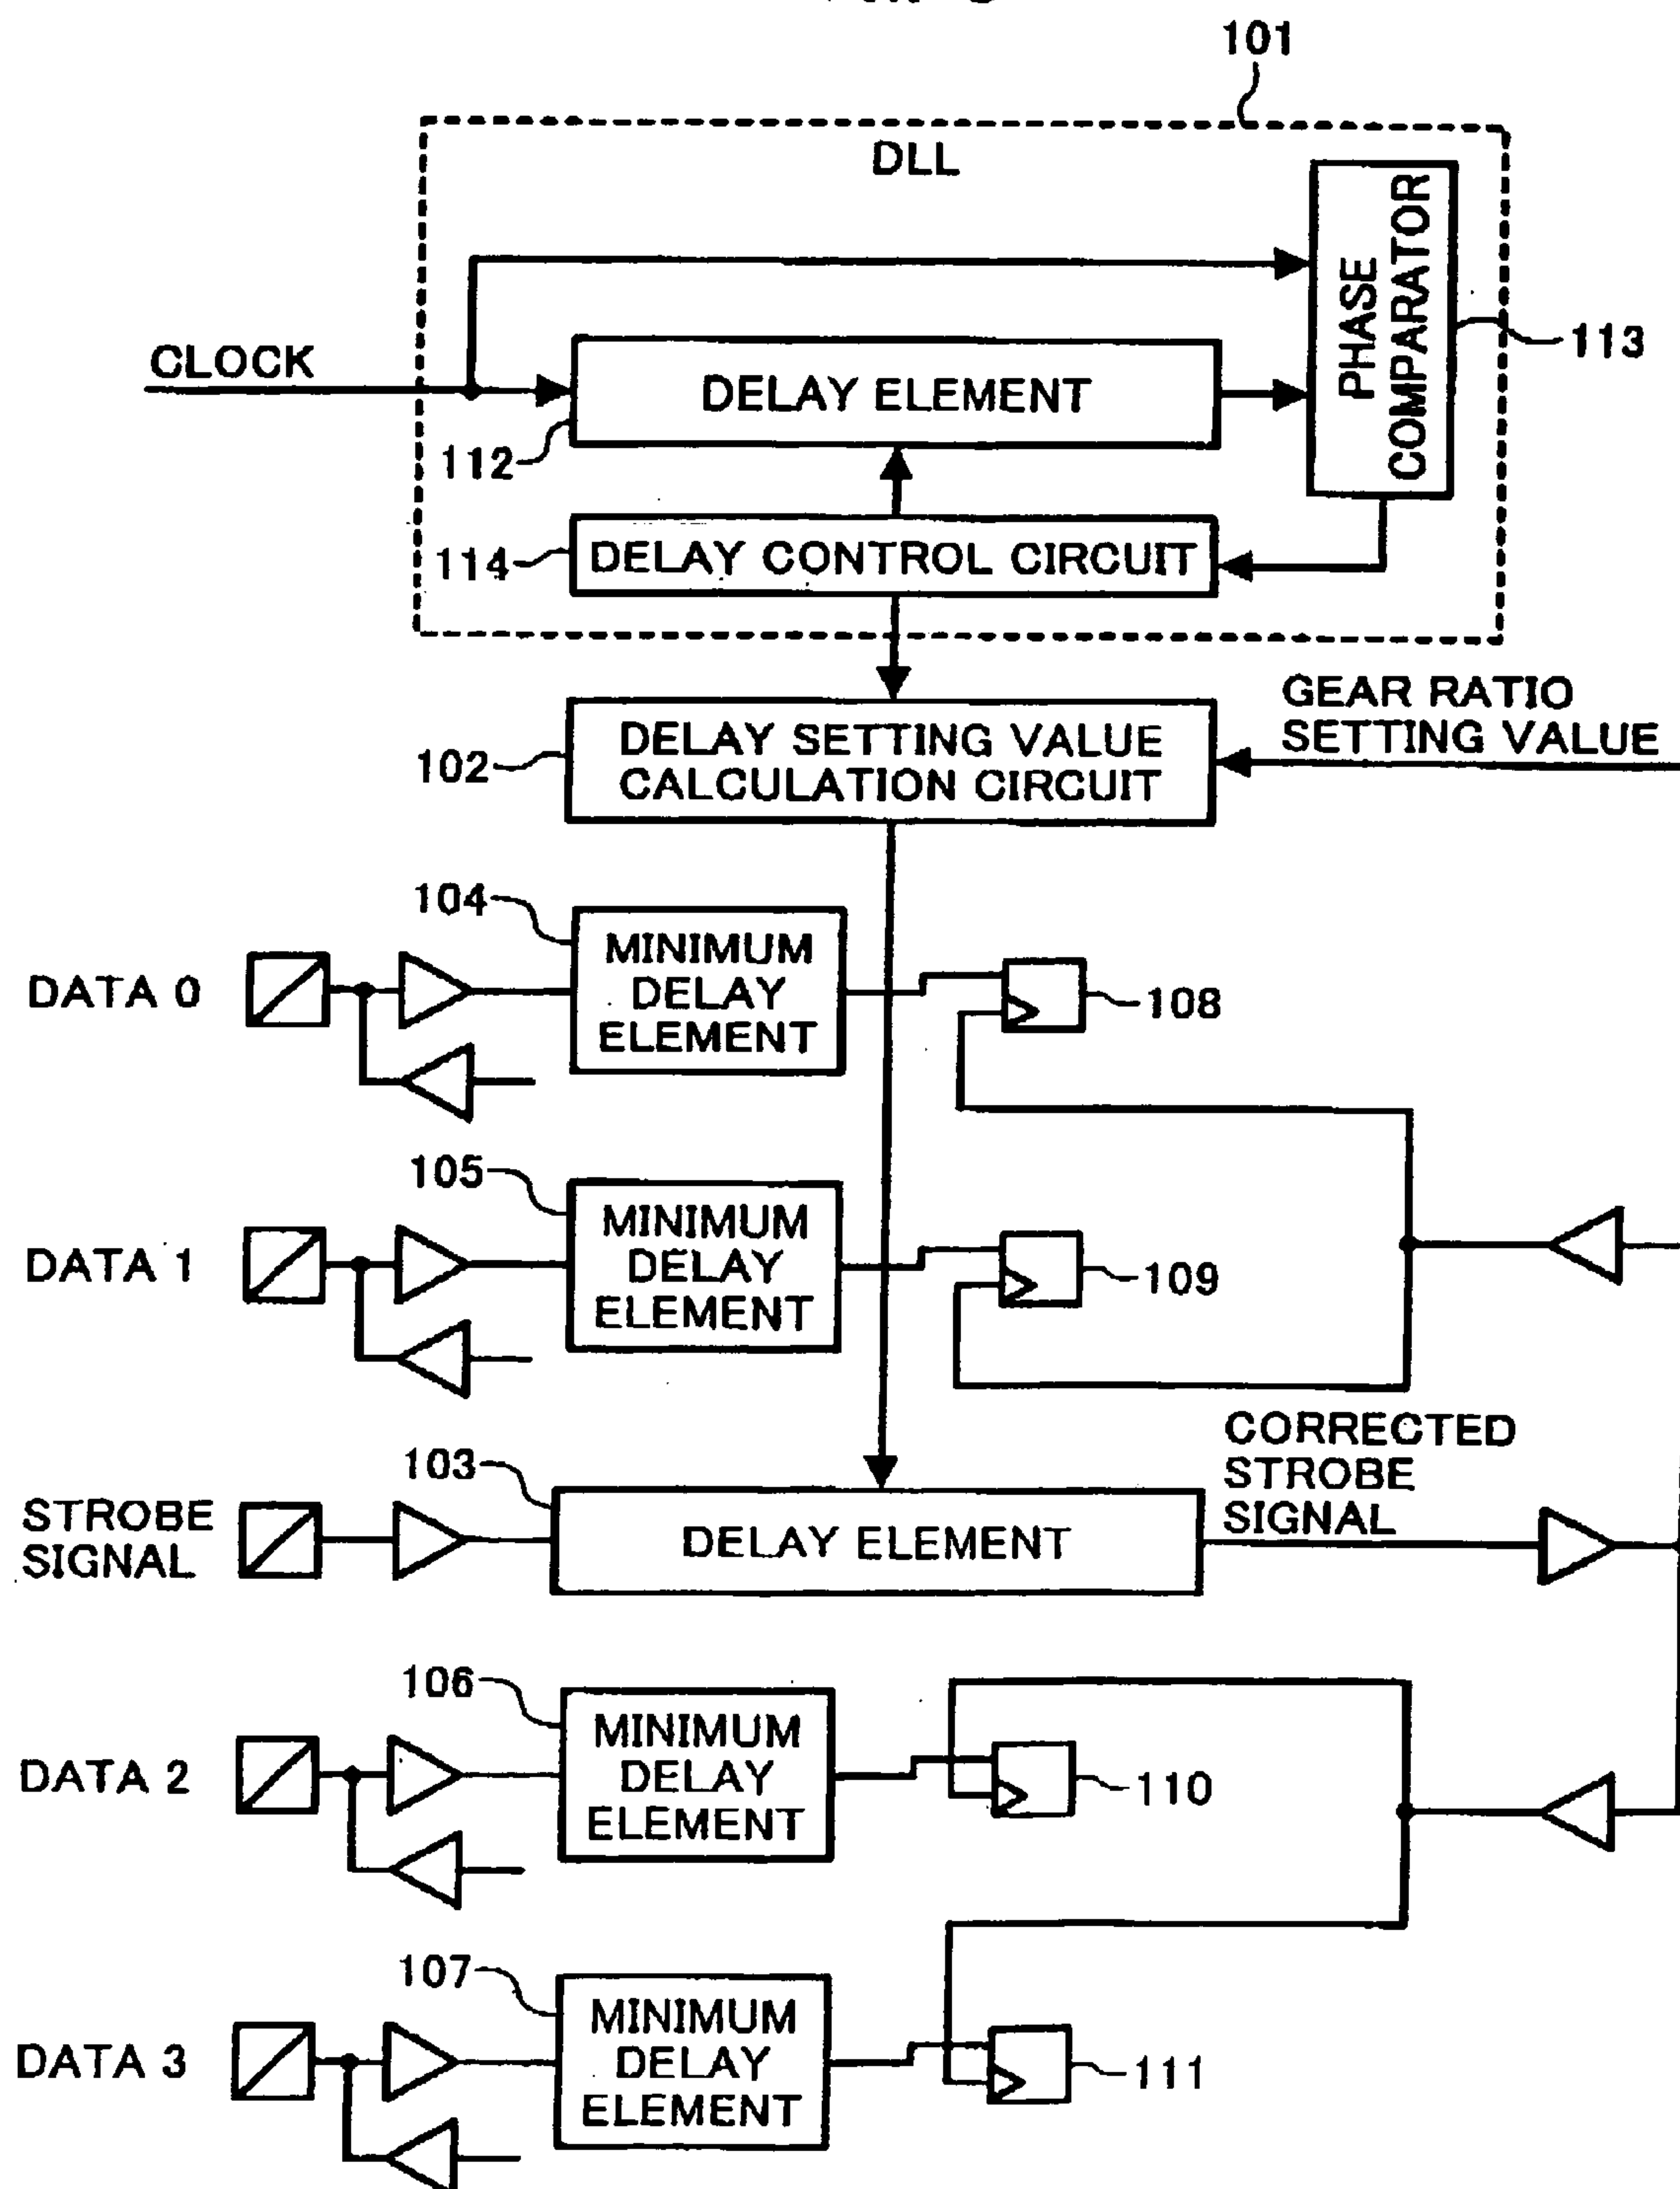 101
DLL
PHASE
COMPARATOR
113
CLOCK
DELAY ELEMENT
112
114
DELAY CONTROL CIRCUIT
GEAR RATIO
SETTING VALUE
102
DELAY SETTING VALUE
CALCULATION CIRCUIT
104
MINIMUM
DELAY
ELEMENT
DATA 0
108
105
MINIMUM
DELAY
ELEMENT
DATA 1
109
103
CORRECTED
STROBE
SIGNAL
STROBE
SIGNAL
DELAY ELEMENT
106
MINIMUM
DELAY
ELEMENT
DATA 2
110
107
MINIMUM
DELAY
ELEMENT
DATA 3
111